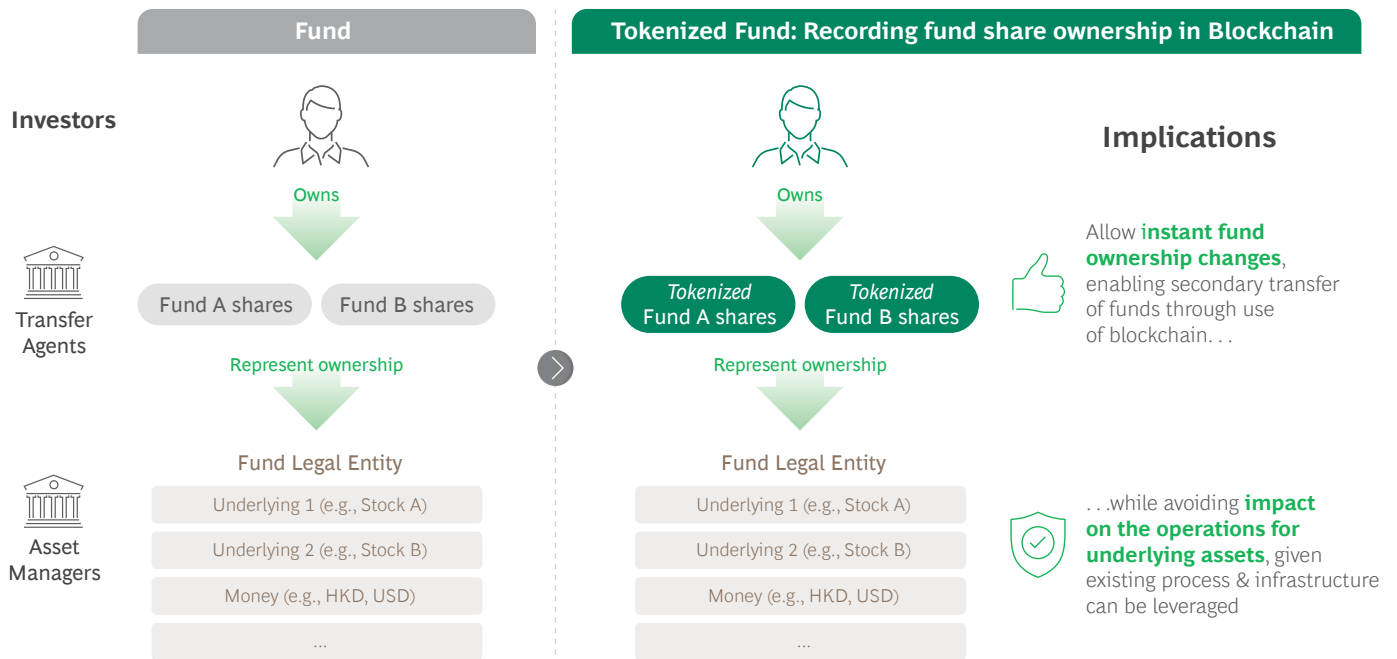 Fund
Tokenized Fund: Recording fund share ownership in Blockchain
Investors
Implications
Owns
Owns
Transfer
Agents
Fund A shares
Fund B shares
Tokenized
Fund A shares
Tokenized
Fund B shares
Allow instant fund
ownership changes,
enabling secondary transfer
of funds through use
of blockchain. . .
Represent ownership
Represent ownership
Asset
Managers
Fund Legal Entity
Underlying 1 (e.g., Stock A)
Underlying 2 (e.g., Stock B)
Money (e.g., HKD, USD)
...
Fund Legal Entity
Underlying 1 (e.g., Stock A)
Underlying 2 (e.g., Stock B)
Money (e.g., HKD, USD)
...
. . .while avoiding impact
on the operations for
underlying assets, given
existing process & infrastructure
can be leveraged